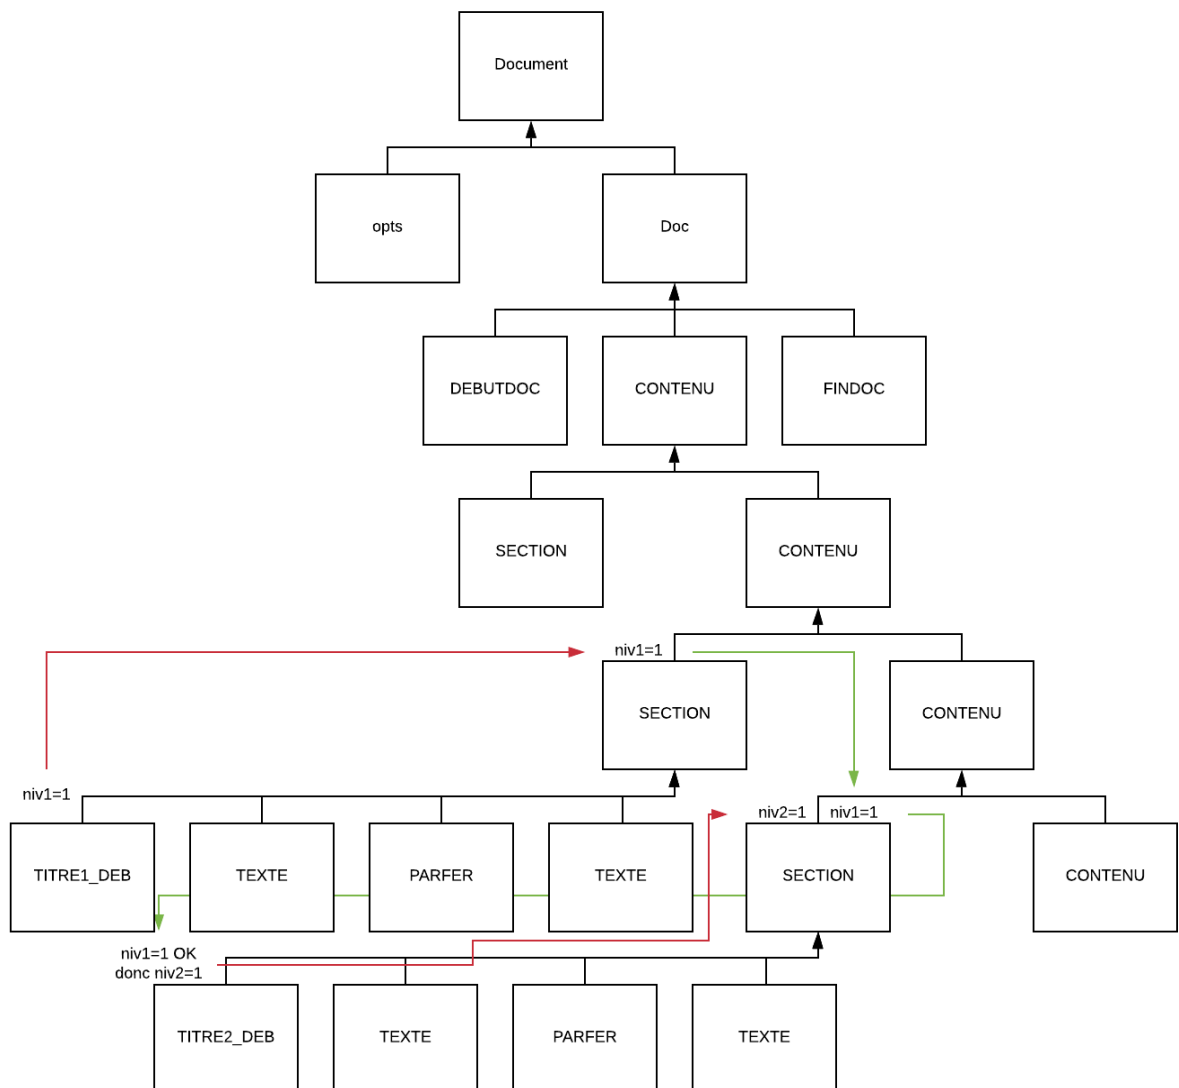 Document
opts
Doc
DEBUTDOC
CONTENU
FINDOC
SECTION
CONTENU
niv1=1
SECTION
CONTENU
niv1=1
niv2=1
niv1=1
TITRE1_DEB
TEXTE
PARFER
TEXTE
SECTION
CONTENU
niv1=1 OK
donc niv2=1
TITRE2_DEB
TEXTE
PARFER
TEXTE